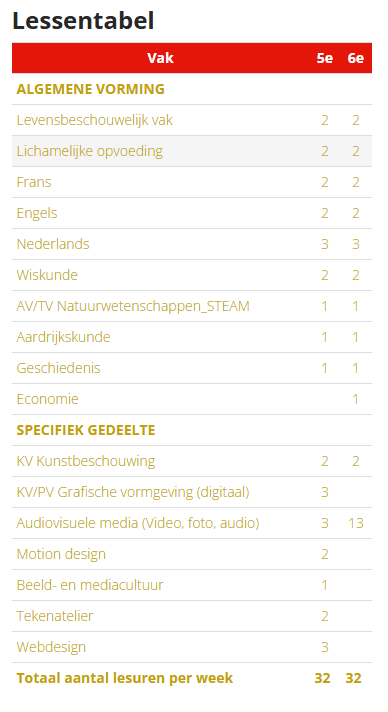 Lessentabel
Vak 5e 6e
ALGEMENE VORMING
Levensbeschouwelijk vak 2 2
Lichamelijke opvoeding 2 2
Frans 2 2
Engels 2 2
Nederlands 3 3
Wiskunde 2 2
AV/TV Natuurwetenschappen_STEAM 1 1
Aardrijkskunde 1 1
Geschiedenis 1 1
Economie 1
SPECIFIEK GEDEELTE
KV Kunstbeschouwing 2 2
KV/PV Grafische vormgeving (digitaal) 3
Audiovisuele media (Video, foto, audio) 3 13
Motion design 2
Beeld- en mediacultuur 1
Tekenatelier 2
Webdesign 3
Totaal aantal lesuren per week 32 32